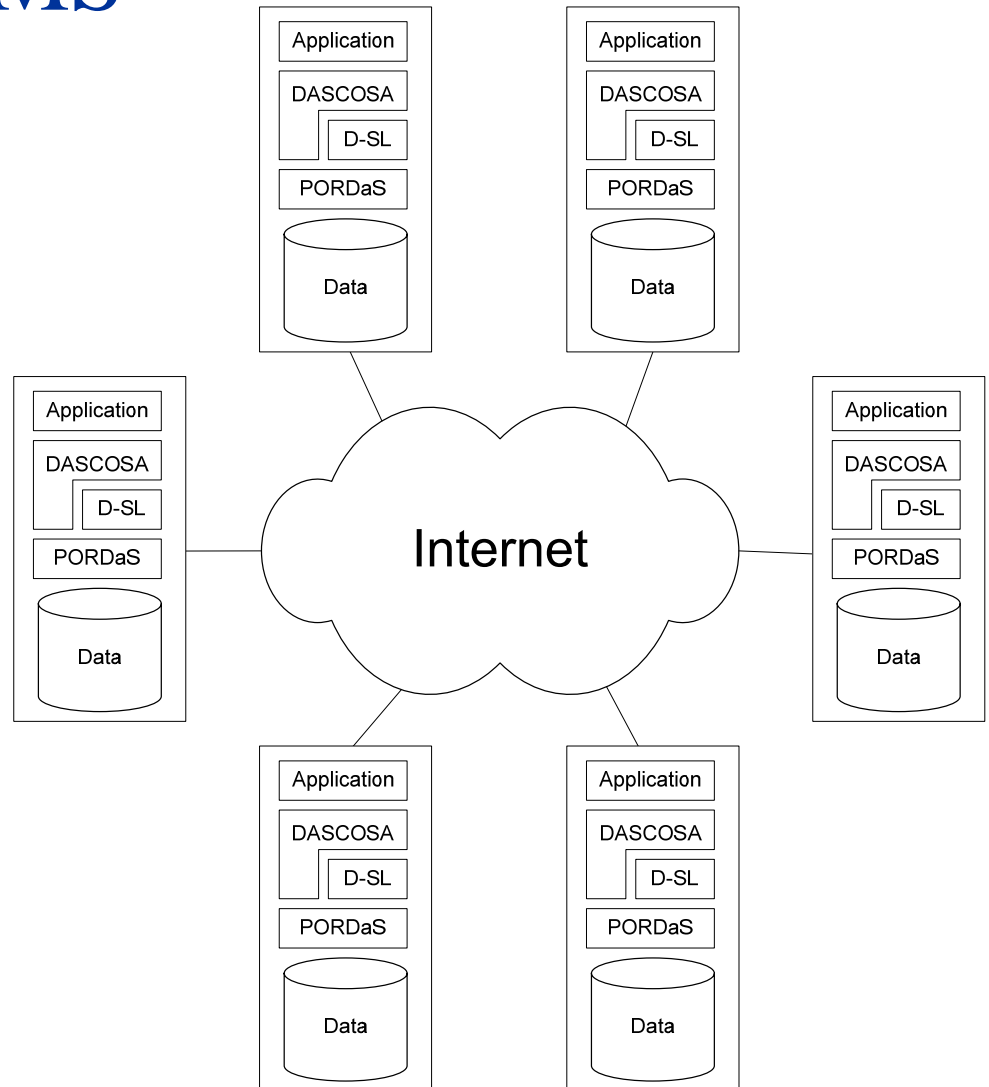 Application
DASCOSA
D-SL
PORDaS
Data
Application
DASCOSA
D-SL
PORDaS
Data
Application
DASCOSA
D-SL
PORDaS
Data
Internet
Application
DASCOSA
D-SL
PORDaS
Data
Application
DASCOSA
D-SL
PORDaS
Data
Application
DASCOSA
D-SL
PORDaS
Data